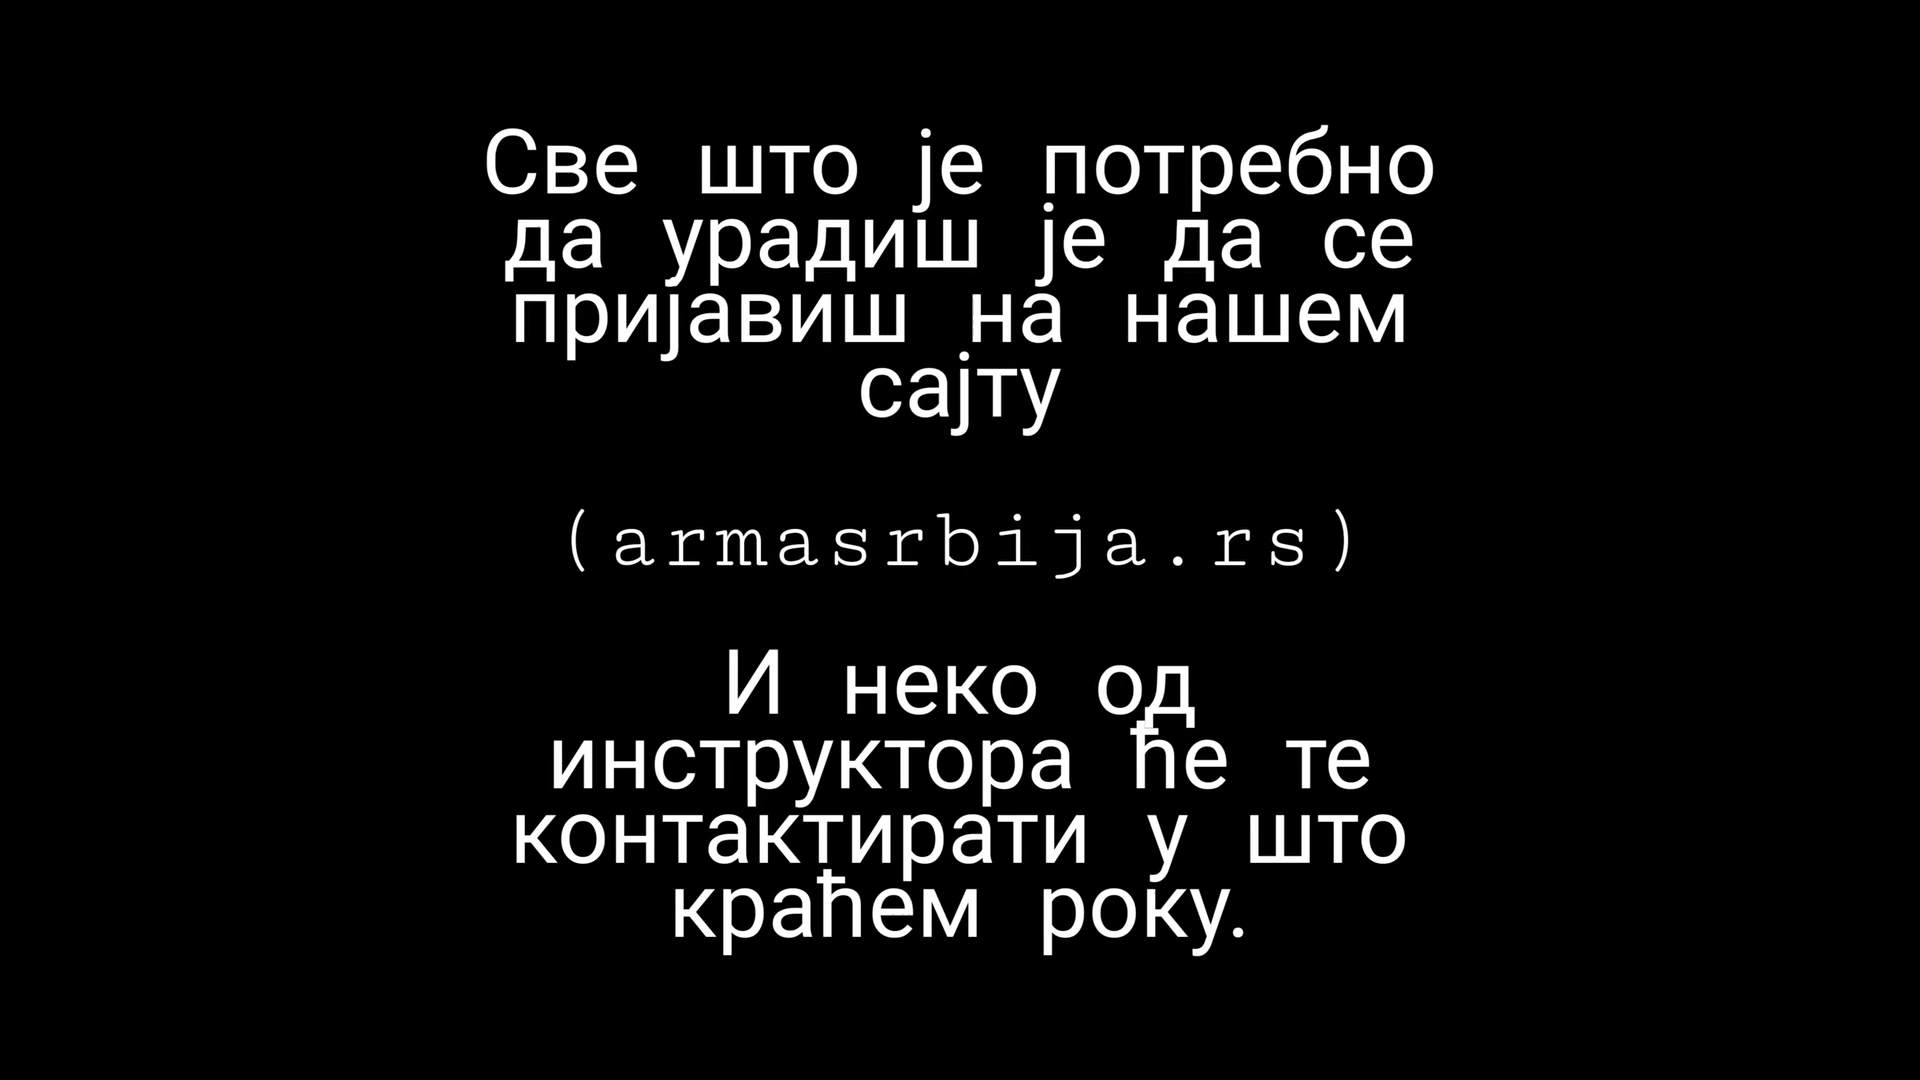 Све што је потребно
да урадиш је да се
пријавиш на нашем
сајту
(armasrbija.rs)
И неко од
инструктора ће те
контактирати у што
краћем року.